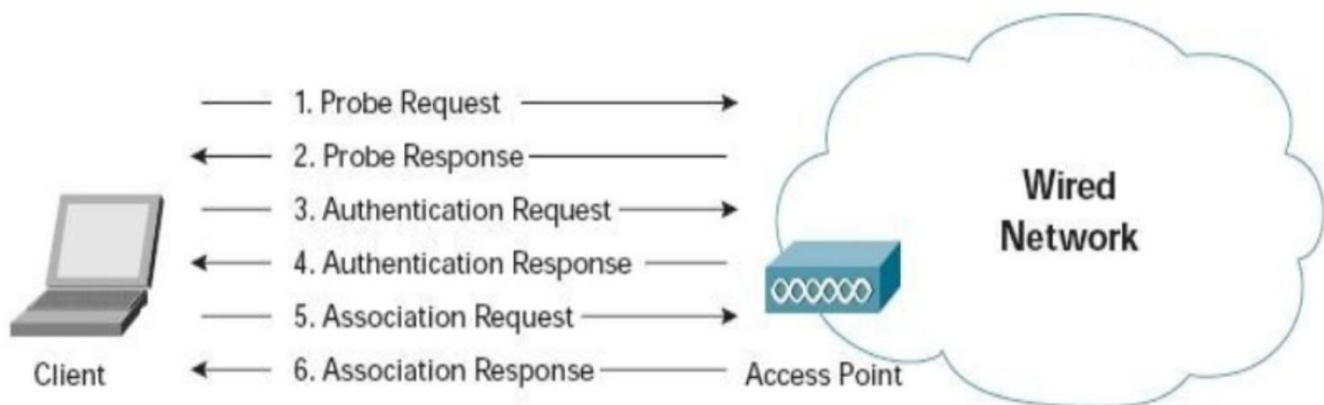 1. Probe Request
2. Probe Response
3. Authentication Request
4. Authentication Response
5. Association Request
6. Association Response
Client
Access Point
Wired
Network